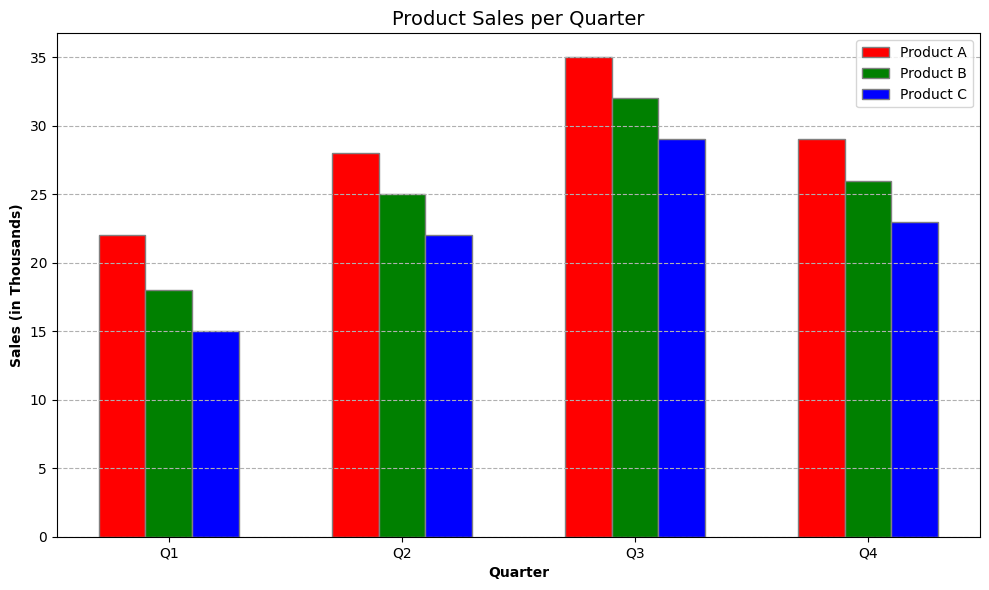 Product Sales per Quarter
Product A
Product B
Product C
Sales (in Thousands)
35
30
25
20
15
10
5
0
Q1 Q2 Q3 Q4
Quarter